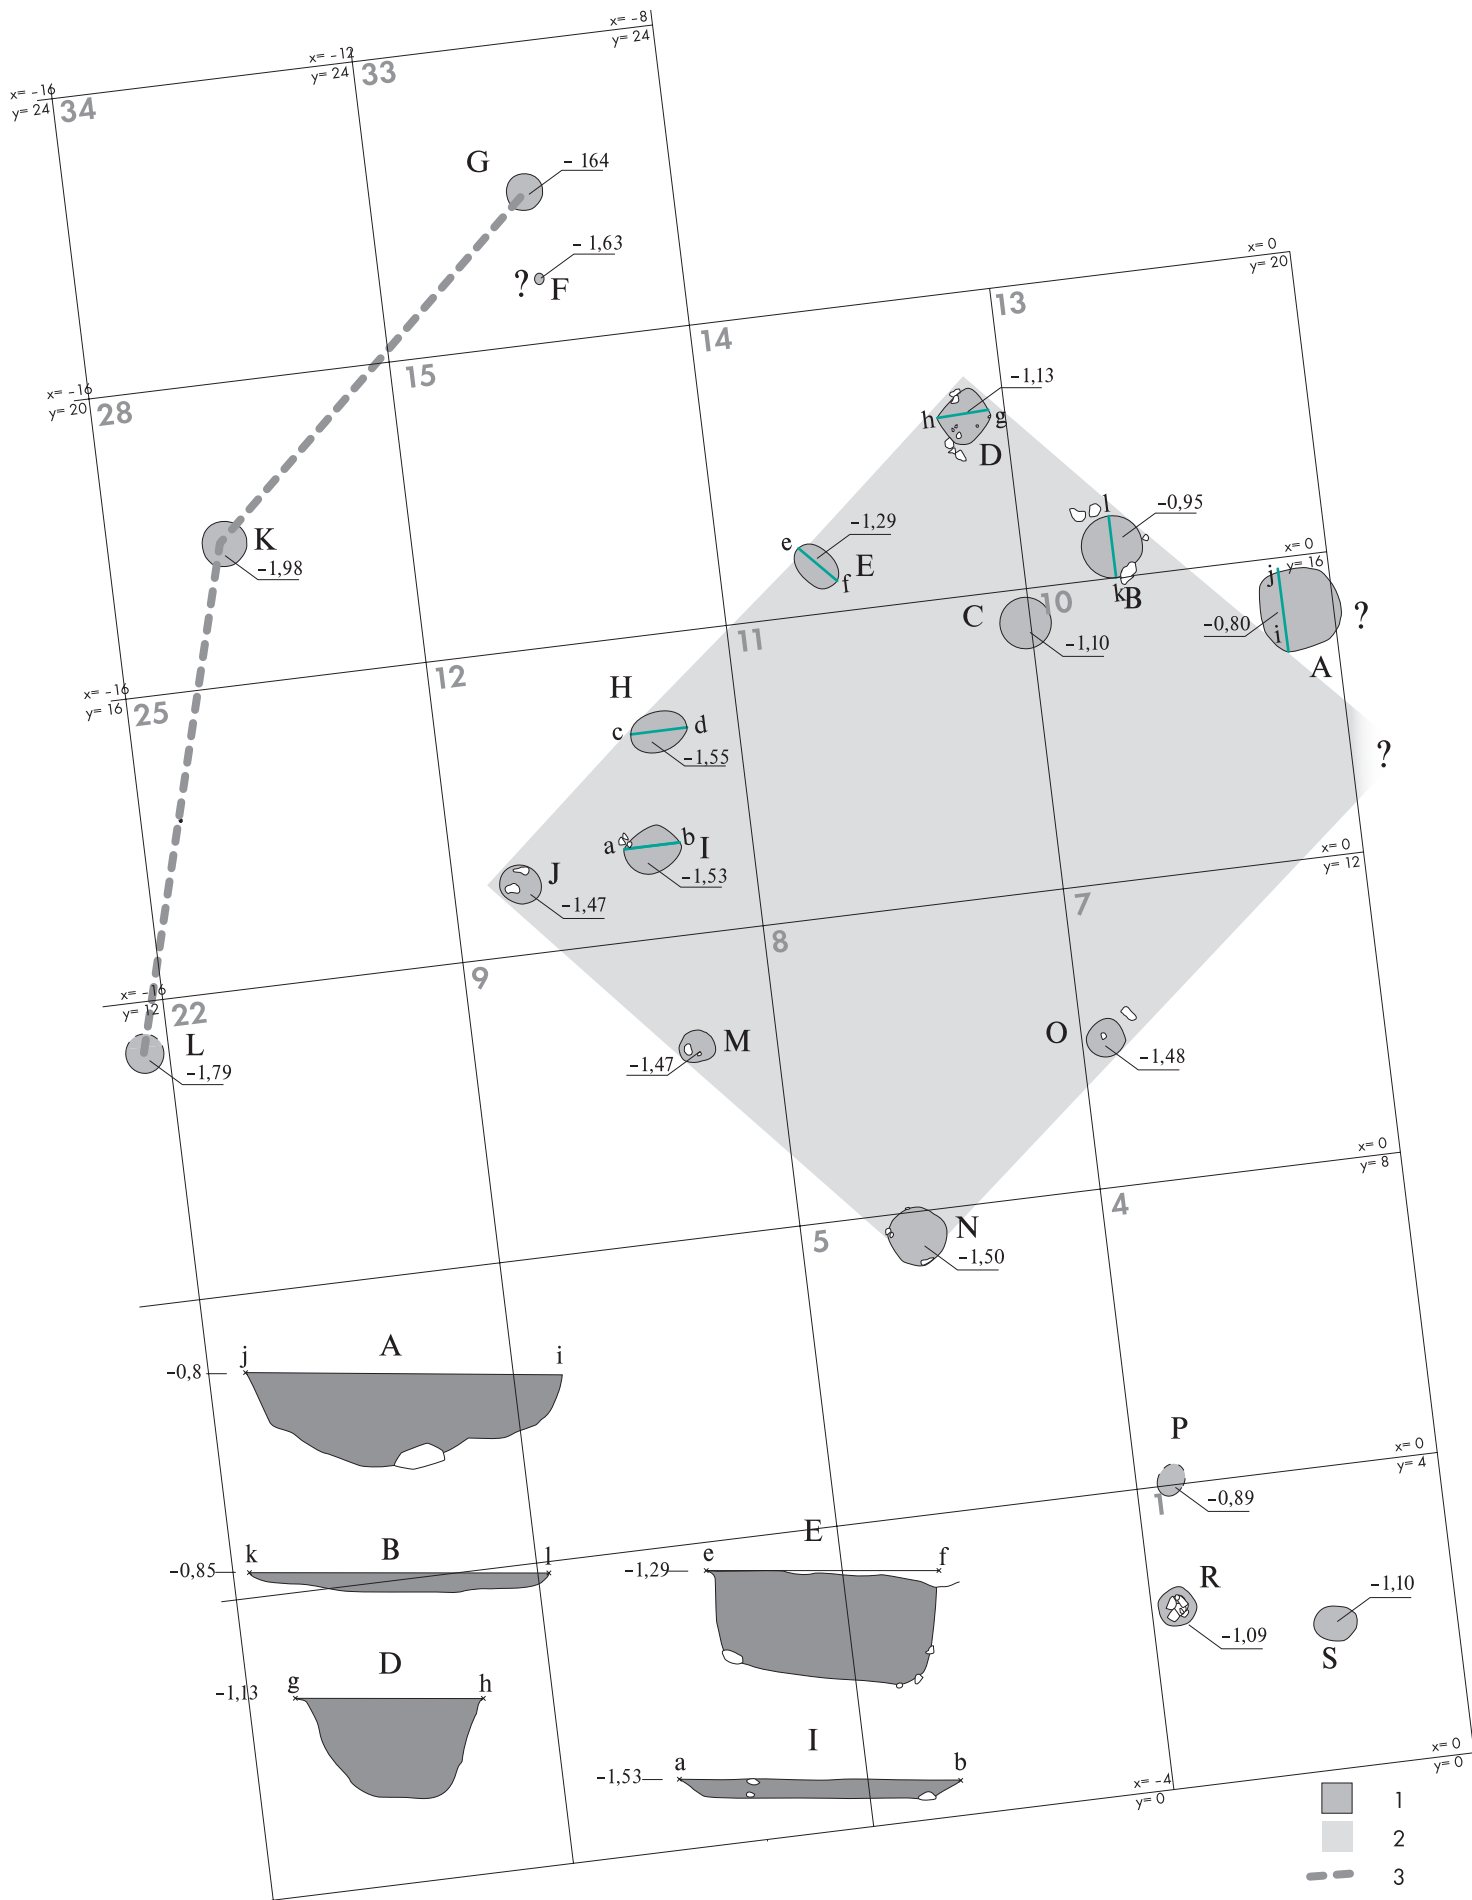 x= -8
y= 24
x= -12
y= 24
33
x= -16
y= 24
34
G
- 164
- 1,63
? F
x= 0
y= 20
13
14
15
x= -16
y= 20
28
-1,13
h
g
D
l
-0,95
e
-1,29
E
f
K
-1,98
x= 0
y= 16
j
k
B
10
C
-1,10
-0,80
i
?
A
11
12
x= -16
y= 16
25
H
c
d
-1,55
?
a
b
I
-1,53
J
-1,47
x= 0
y= 12
7
8
9
x= -16
y= 12
22
L
-1,79
M
-1,47
O
-1,48
x= 0
y= 8
4
5
N
-1,50
A
j
i
-0,8
P
x= 0
y= 4
1
-0,89
B
k
l
-0,85
E
e
f
-1,29
R
-1,09
-1,10
S
D
g
h
-1,13
I
a
b
-1,53
x= 0
y= 0
x= -4
y= 0
1
2
3